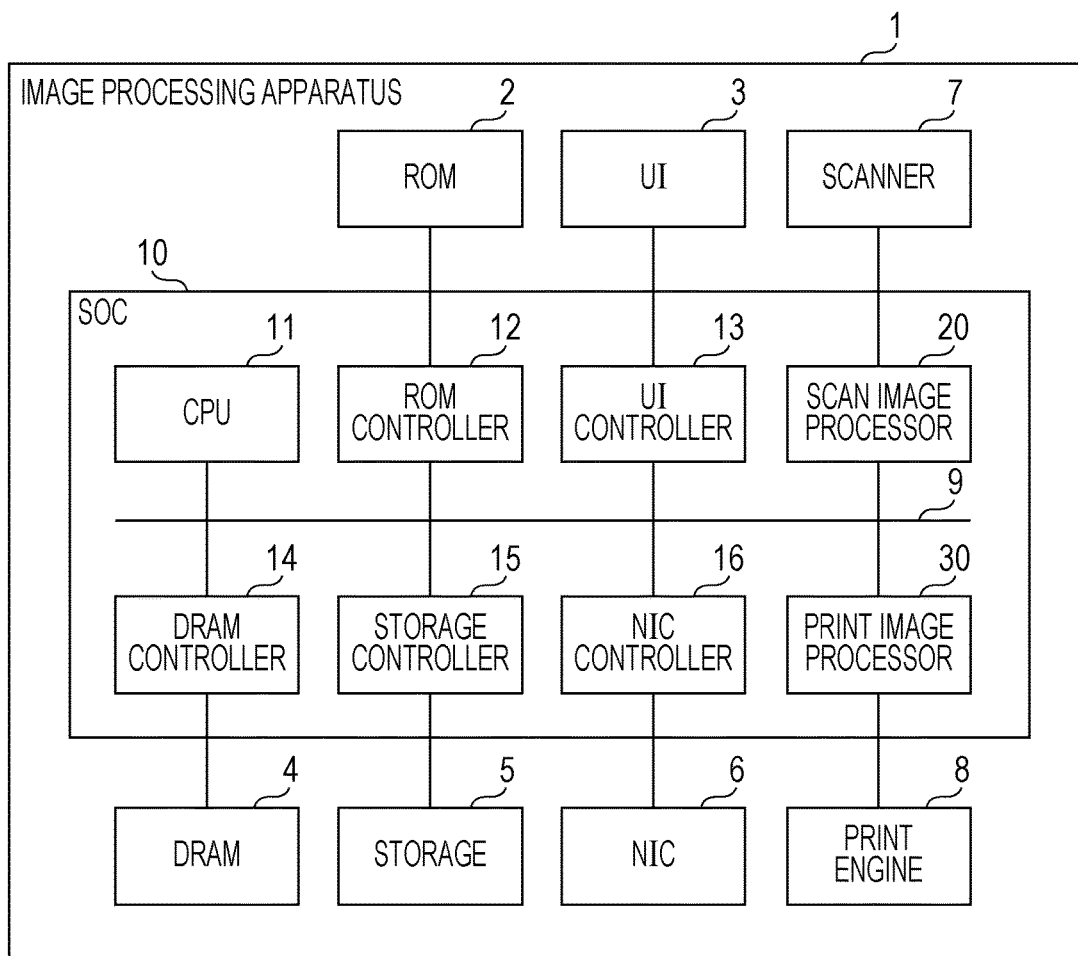 1
IMAGE PROCESSING APPARATUS
2
3
7
ROM
UI
SCANNER
10
SOC
11
12
13
20
CPU
ROM
CONTROLLER
UI
CONTROLLER
SCAN IMAGE
PROCESSOR
9
14
15
16
30
DRAM
CONTROLLER
STORAGE
CONTROLLER
NIC
CONTROLLER
PRINT IMAGE
PROCESSOR
4
5
6
8
DRAM
STORAGE
NIC
PRINT
ENGINE